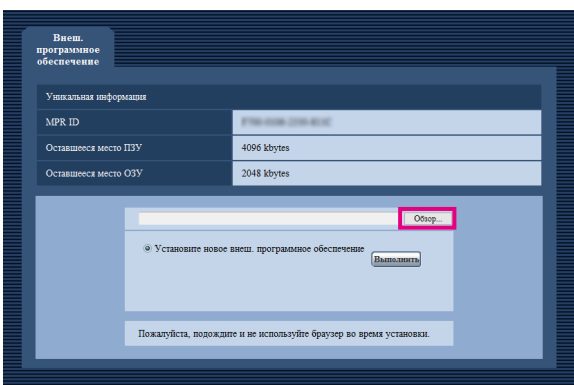 Внеш.
программное
обеспечение
Уникальная информация
MPR ID
Оставшееся место ПЗУ 4096 kbytes
Оставшееся место ОЗУ 2048 kbytes
Обзор...
Установите новое внеш. программное обеспечение
Выполнить
Пожалуйста, подождите и не используйте браузер во время установки.